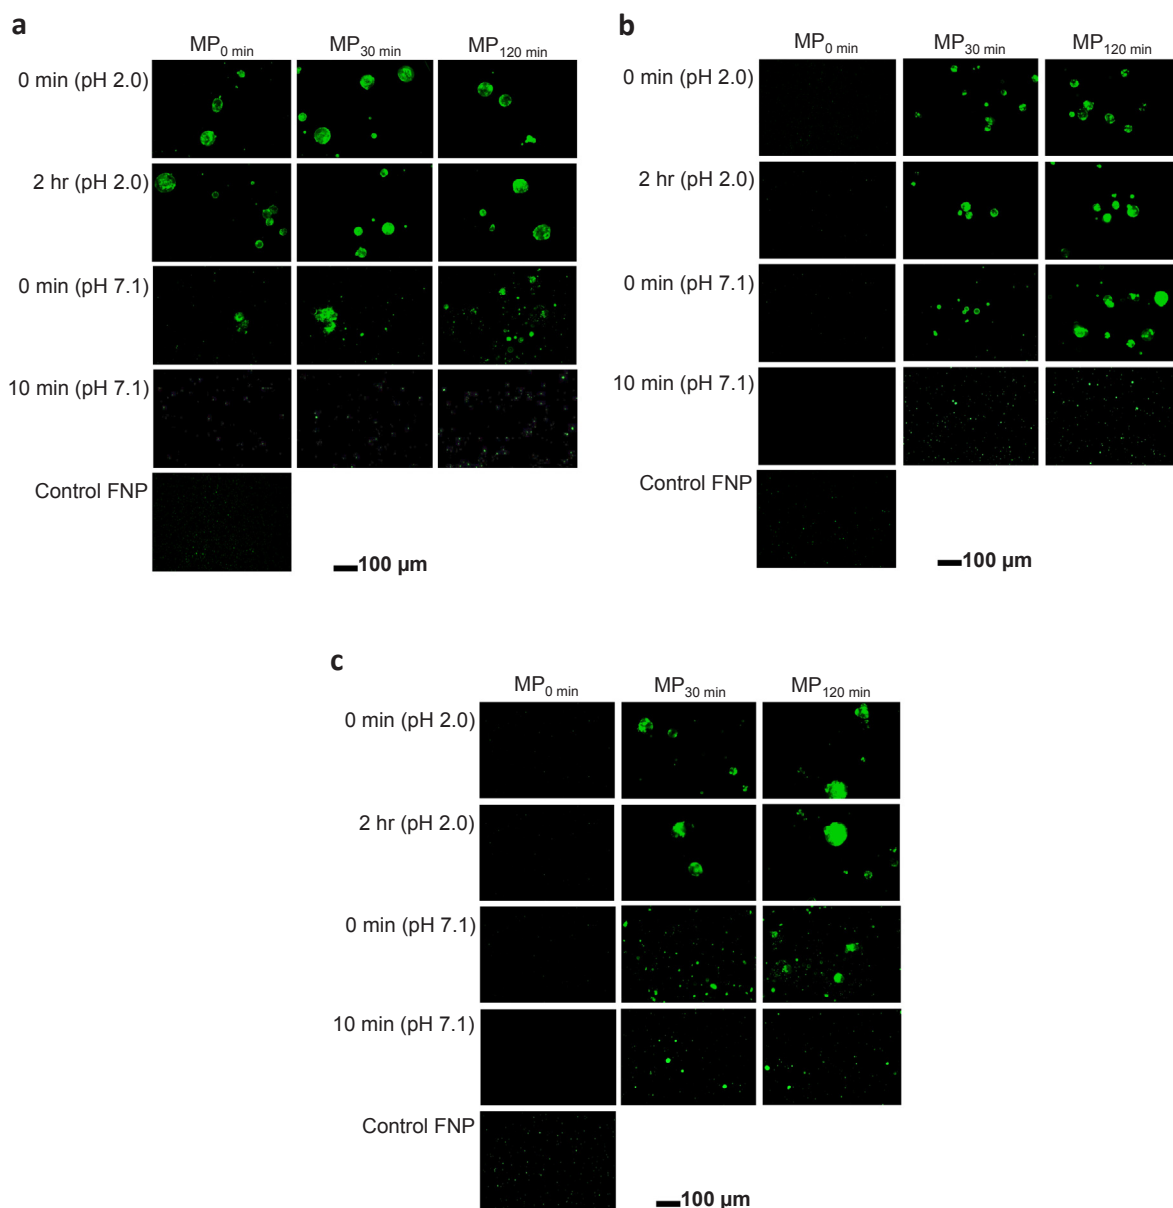 a
MP0 min MP30 min MP120 min
0 min (pH 2.0)
2 hr (pH 2.0)
0 min (pH 7.1)
10 min (pH 7.1)
Control FNP
100 µm
b
MP0 min MP30 min MP120 min
0 min (pH 2.0)
2 hr (pH 2.0)
0 min (pH 7.1)
10 min (pH 7.1)
Control FNP
100 µm
c
MP0 min MP30 min MP120 min
0 min (pH 2.0)
2 hr (pH 2.0)
0 min (pH 7.1)
10 min (pH 7.1)
Control FNP
100 µm